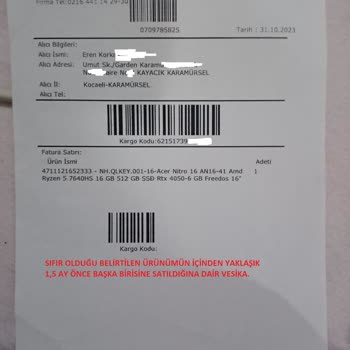 Firma Tel:0216 441 14 29-30
0709785825
Tarih : 31.10.2023
Alıcı Bilgileri:
Alıcı İsmi: Eren Kork
Alıcı Adresi: Umut Sk./Garden Karam
aire No KAYACIK KARAMÜRSEL
Alıcı İl: Kocaeli-KARAMÜRSEL
Alıcı Tel:
Kargo Kodu:62151739
Fatura Satırı:
Ürün İsmi Adeti
4711121652333 - NH.QLKEY.001-16-Acer Nitro 16 AN16-41 Amd 1
Ryzen 5 7640HS 16 GB 512 GB SSD Rtx 4050-6 GB Freedos 16"
Kargo Kodu:
SIFIR OLDUĞU BELİRTİLEN ÜRÜNÜMÜN İÇİNDEN YAKLAŞIK
1,5 AY ÖNCE BAŞKA BİRİSİNE SATILDIĞINA DAİR VESİKA.